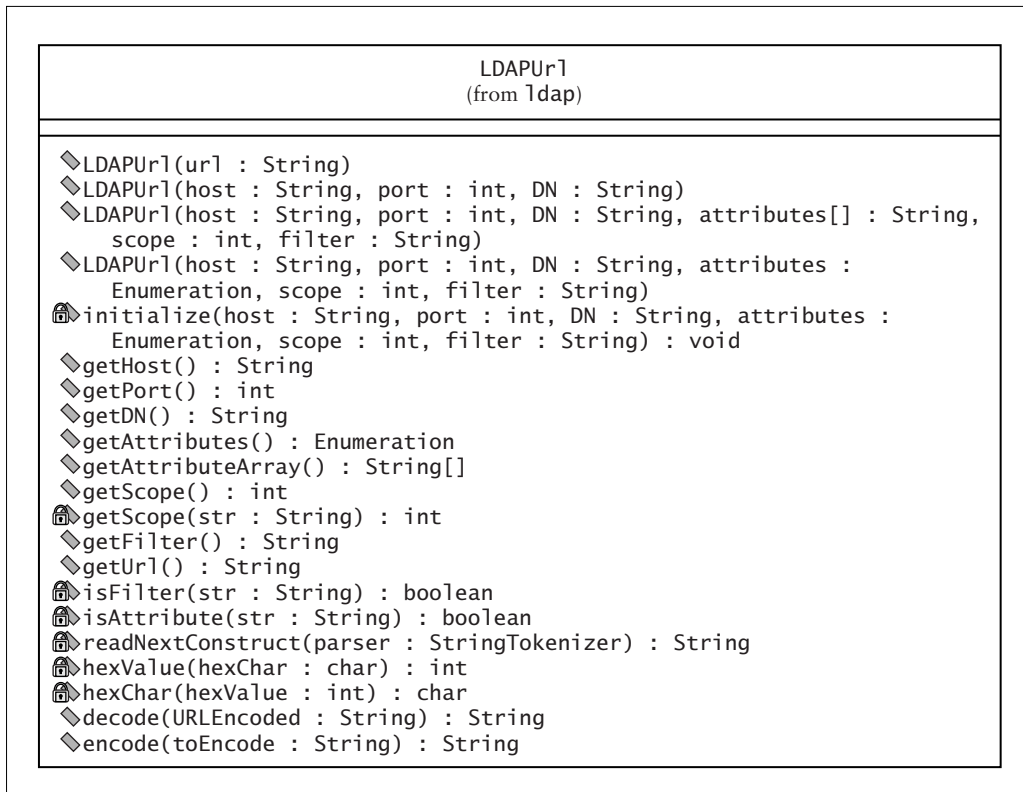 LDAPUrl
(from ldap)
LDAPUrl(url : String)
LDAPUrl(host : String, port : int, DN : String)
LDAPUrl(host : String, port : int, DN : String, attributes[] : String,
scope : int, filter : String)
LDAPUrl(host : String, port : int, DN : String, attributes :
Enumeration, scope : int, filter : String)
initialize(host : String, port : int, DN : String, attributes :
Enumeration, scope : int, filter : String) : void
getHost() : String
getPort() : int
getDN() : String
getAttributes() : Enumeration
getAttributeArray() : String[]
getScope() : int
getScope(str : String) : int
getFilter() : String
getUrl() : String
isFilter(str : String) : boolean
isAttribute(str : String) : boolean
readNextConstruct(parser : StringTokenizer) : String
hexValue(hexChar : char) : int
hexChar(hexValue : int) : char
decode(URLEncoded : String) : String
encode(toEncode : String) : String